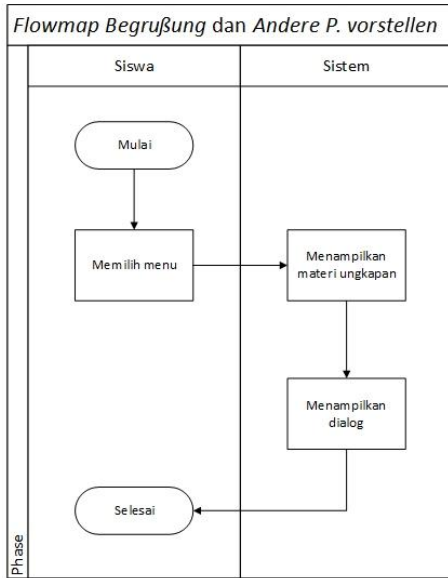 Flowmap Begrußung dan Andere P. vorstellen
Siswa
Sistem
Mulai
Memilih menu
Menampilkan
materi ungkapan
Menampilkan
dialog
Selesai
Phase